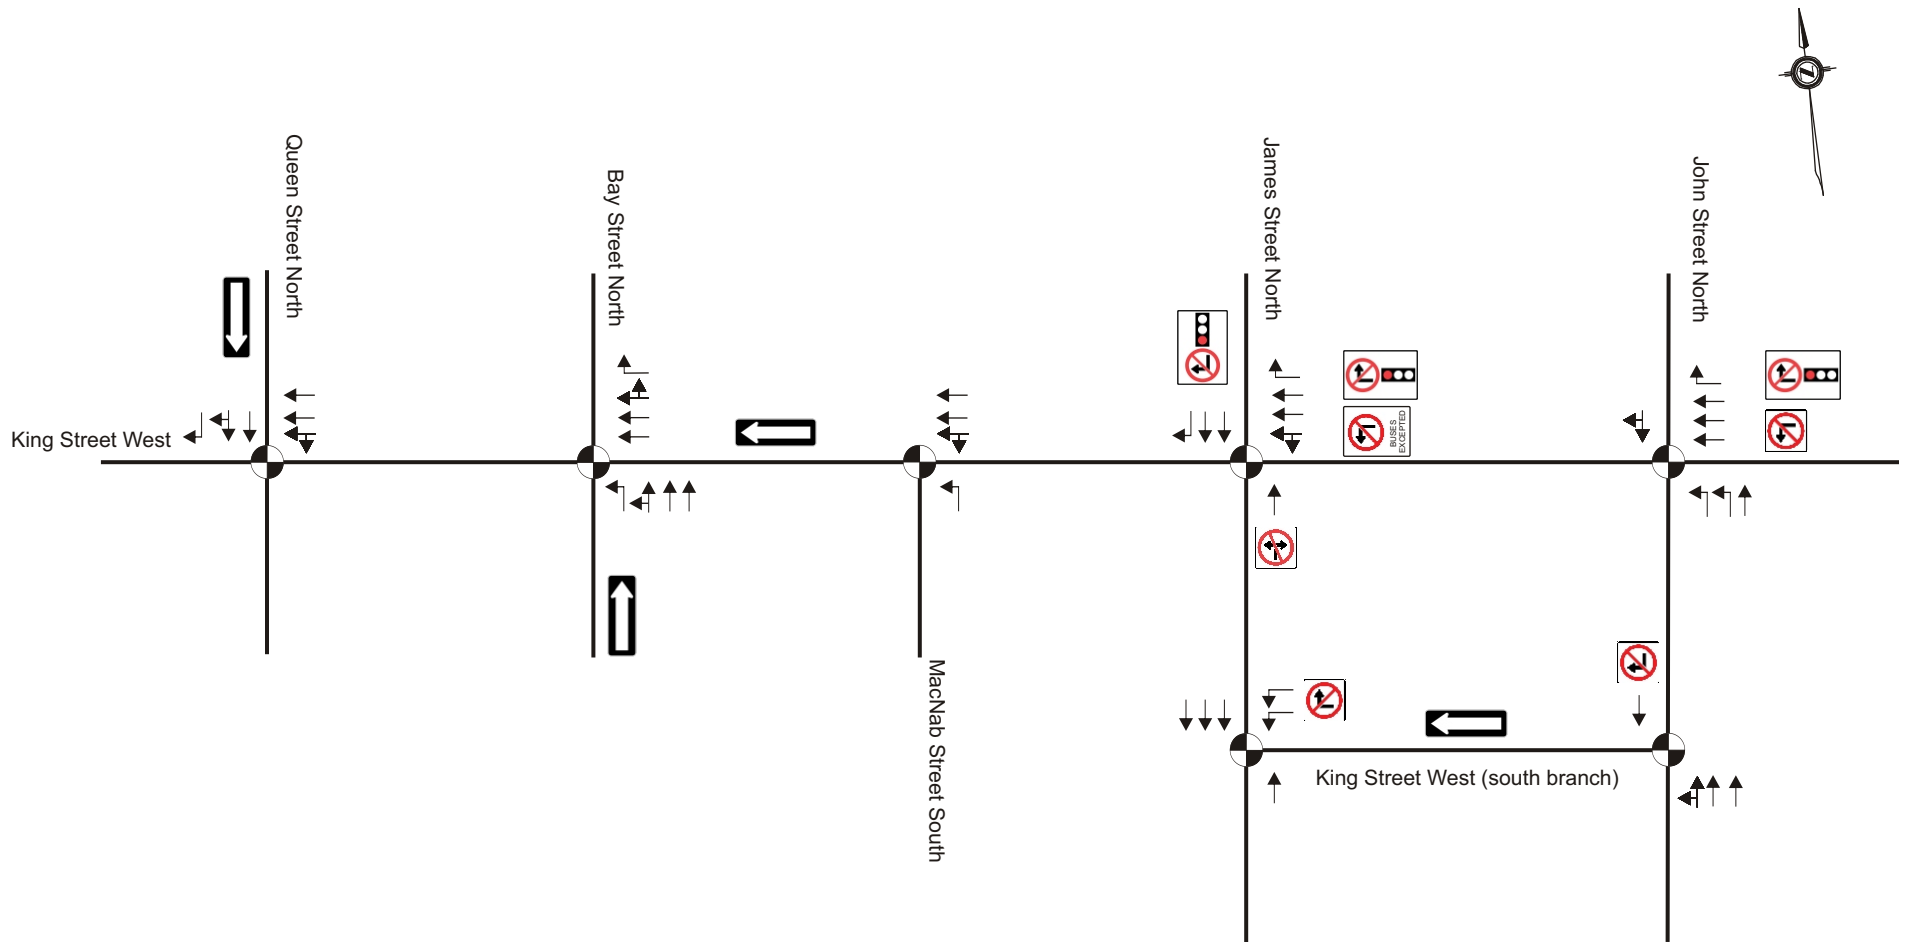 Queen Street North
Bay Street North
James Street North
John Street North
BUSES
EXCEPTED
King Street West
MacNab Street South
King Street West (south branch)